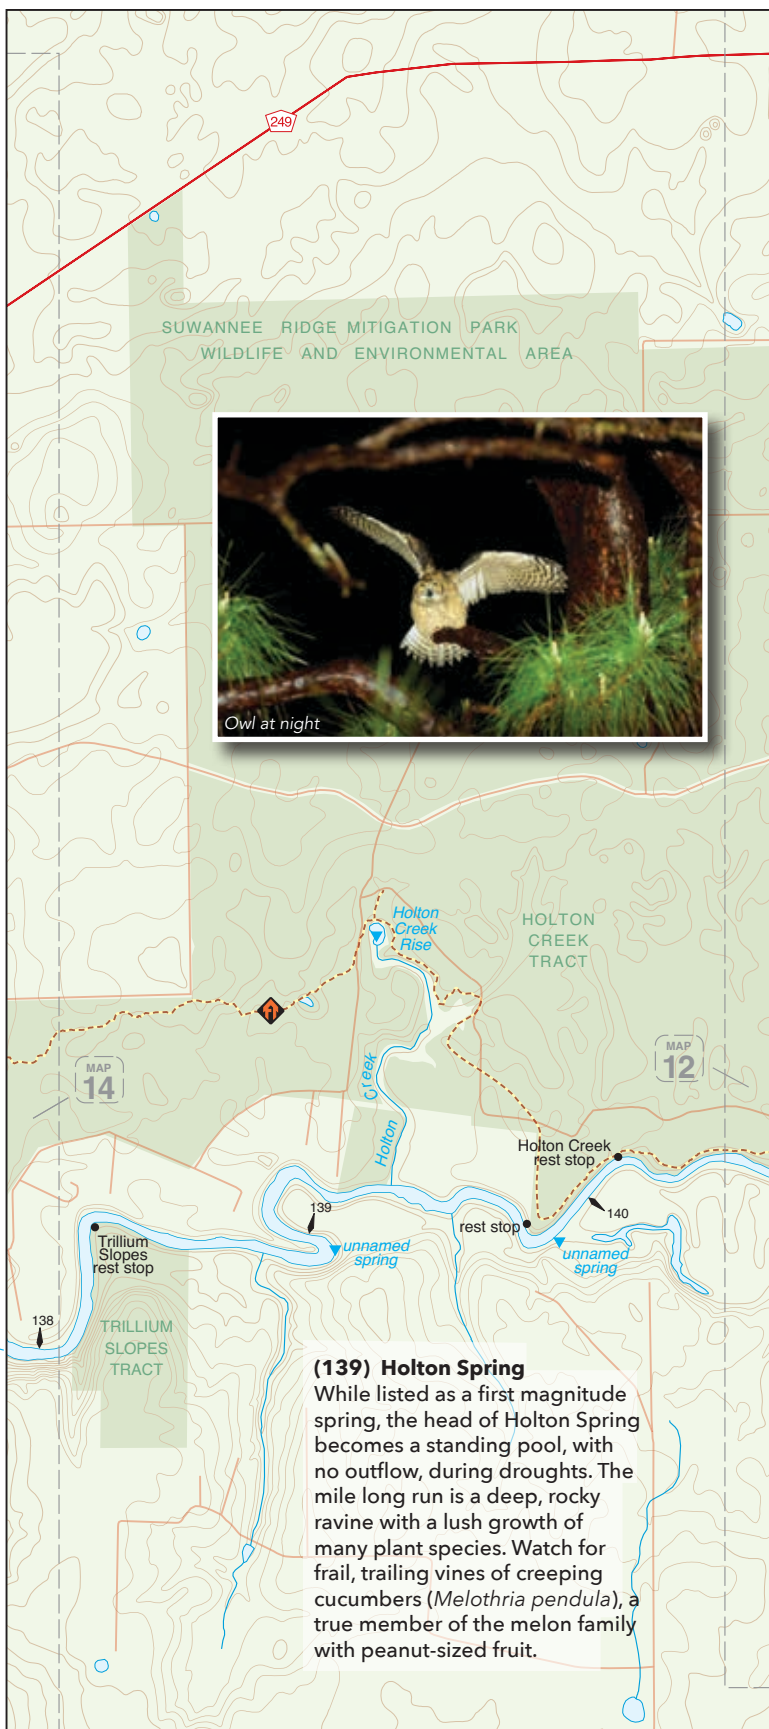 249
SUWANNEE RIDGE MITIGATION PARK
WILDLIFE AND ENVIRONMENTAL AREA
Owl at night
Holton
Creek
Rise
HOLTON
CREEK
TRACT
MAP
14
MAP
12
Holton Creek
Holton Creek
rest stop
139
140
rest stop
Trillium
Slopes
rest stop
unnamed
spring
unnamed
spring
138
TRILLIUM
SLOPES
TRACT
(139) Holton Spring
While listed as a first magnitude
spring, the head of Holton Spring
becomes a standing pool, with
no outflow, during droughts. The
mile long run is a deep, rocky
ravine with a lush growth of
many plant species. Watch for
frail, trailing vines of creeping
cucumbers (Melothria pendula), a
true member of the melon family
with peanut-sized fruit.